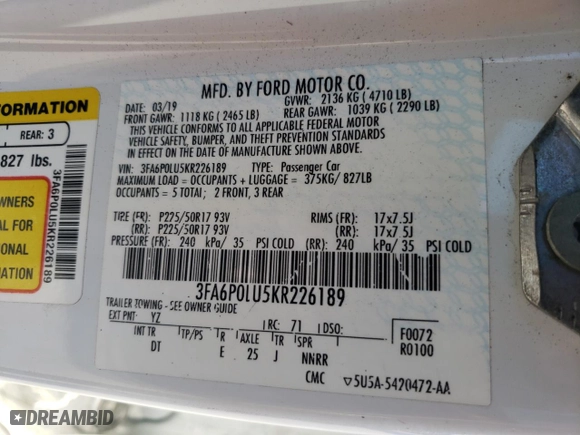 FORMATION
REAR: 3
827 lbs.
WNERS
AL FOR
ONAL
3FA6P0LU5KR226189
MFD. BY FORD MOTOR CO.
DATE: 03/19 GVWR: 2136 KG ( 4710 LB)
FRONT GAWR: 1118 KG ( 2465 LB) REAR GAWR: 1039 KG ( 2290 LB)
THIS VEHICLE CONFORMS TO ALL APPLICABLE FEDERAL MOTOR
VEHICLE SAFETY, BUMPER, AND THEFT PREVENTION STANDARDS
IN EFFECT ON THE DATE OF MANUFACTURE SHOWN ABOVE.
VIN: 3FA6P0LU5KR226189 TYPE: Passenger Car
MAXIMUM LOAD = OCCUPANTS + LUGGAGE = 375KG/ 827LB
OCCUPANTS = 5 TOTAL; 2 FRONT, 3 REAR
TIRE (FR): P225/50R17 93V RIMS (FR): 17x7.5J
(RR): P225/50R17 93V (RR): 17x7.5J
PRESSURE (FR): 240 kPa/ 35 PSI COLD (RR): 240 kPa/ 35 PSI COLD
3FA6P0LU5KR226189
TRAILER TOWING - SEE OWNER GUIDE
EXT PNT: YZ RC: 71 DSO: F0072
INT TR TP/PS R AXLE TR SPR R0100
DT E 25 J NNRR
CMC ▽5U5A-5420472-AA
DREAMBID